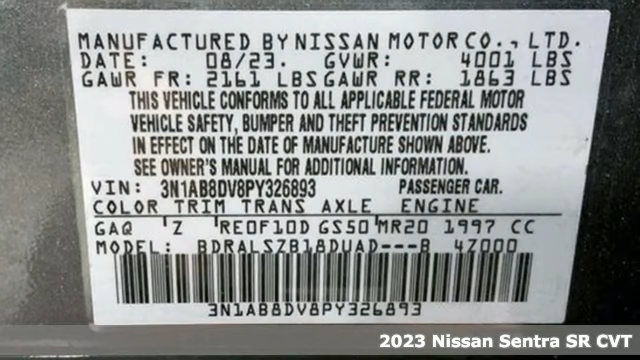 MANUFACTURED BY NISSAN MOTOR CO., LTD.
DATE: 08/23. GVWR: 4001 LBS
GAWR FR: 2161 LBS GAWR RR: 1863 LBS
THIS VEHICLE CONFORMS TO ALL APPLICABLE FEDERAL MOTOR
VEHICLE SAFETY, BUMPER AND THEFT PREVENTION STANDARDS
IN EFFECT ON THE DATE OF MANUFACTURE SHOWN ABOVE.
SEE OWNER'S MANUAL FOR ADDITIONAL INFORMATION.
VIN: 3N1AB8DV8PY326893 PASSENGER CAR.
COLOR TRIM TRANS AXLE ENGINE
GAQ Z RE0F10D GS50 MR20 1997 CC
MODEL: BDRALSZB18DUAD---B 4Z000
3N1AB8DV8PY326893
2023 Nissan Sentra SR CVT